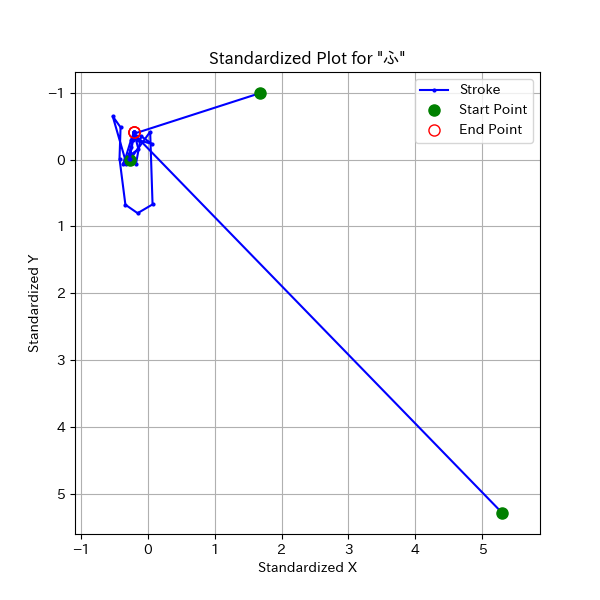 Standardized Plot for "ふ"
Stroke
Start Point
End Point
−1
0
1
2
3
4
5
Standardized Y
−1 0 1 2 3 4 5
Standardized X